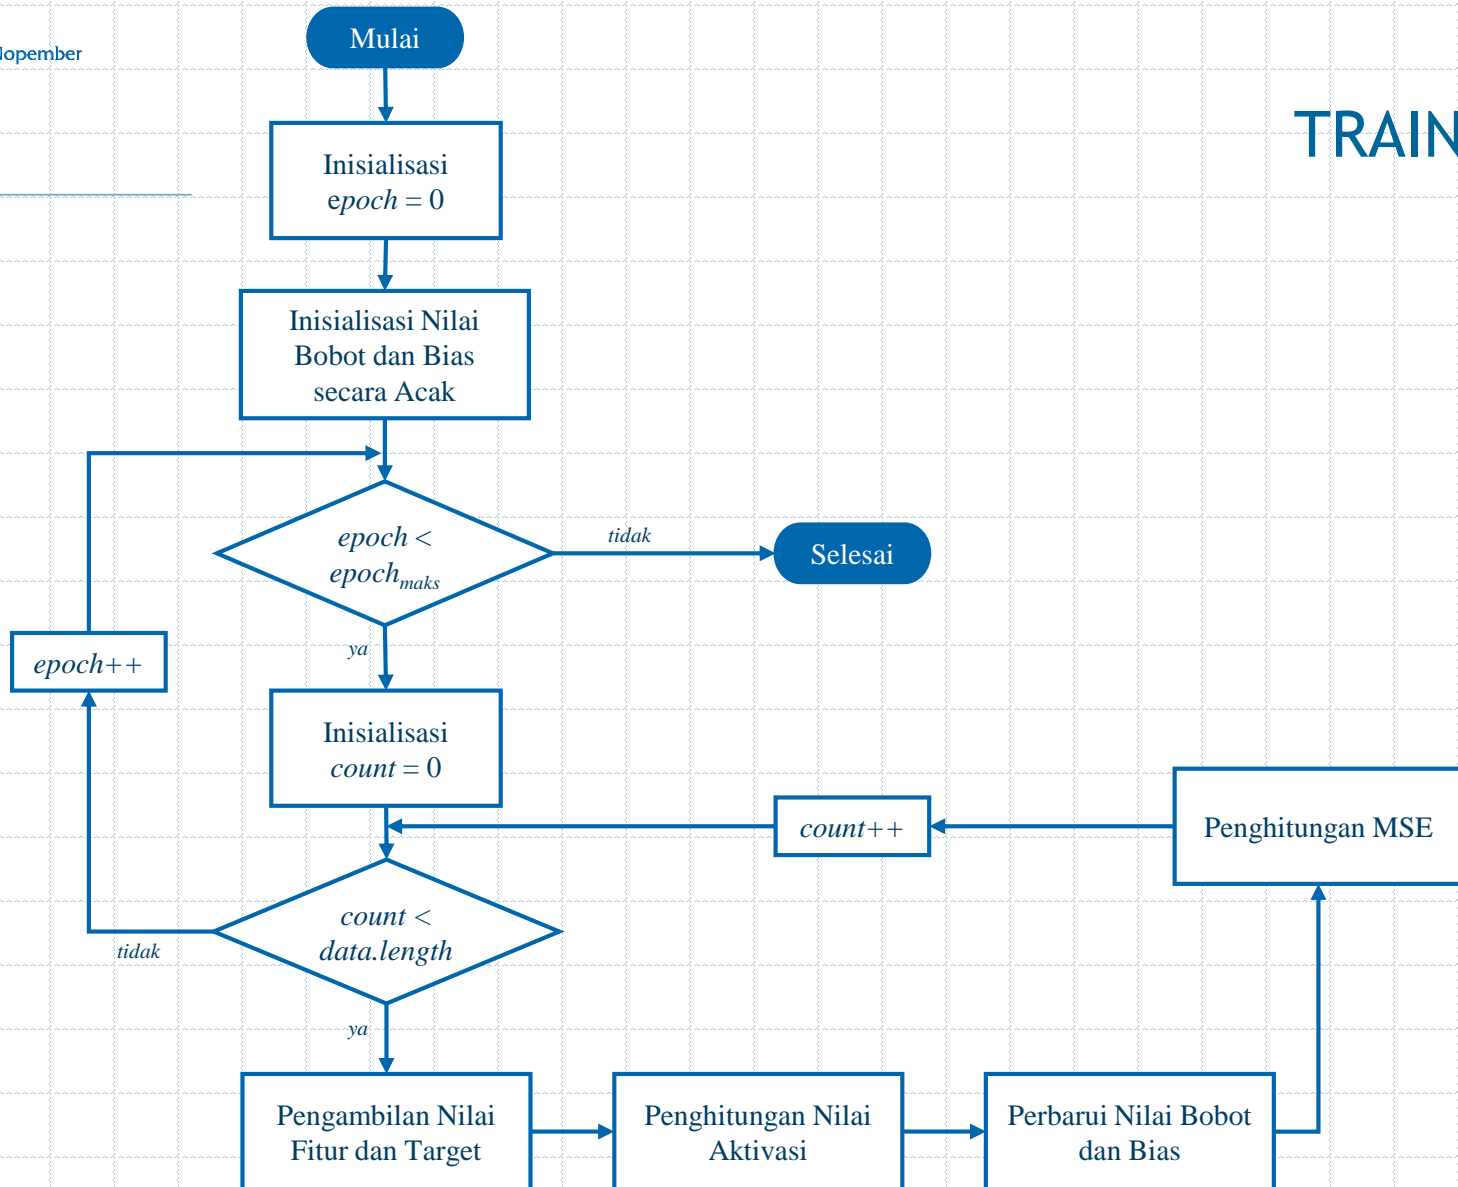 Mulai
Nopember
TRAIN
Inisialisasi
epoch = 0
Inisialisasi Nilai
Bobot dan Bias
secara Acak
epoch <
epoch_maks
tidak
Selesai
ya
epoch++
Inisialisasi
count = 0
count++
Penghitungan MSE
count <
data.length
tidak
ya
Pengambilan Nilai
Fitur dan Target
Penghitungan Nilai
Aktivasi
Perbarui Nilai Bobot
dan Bias